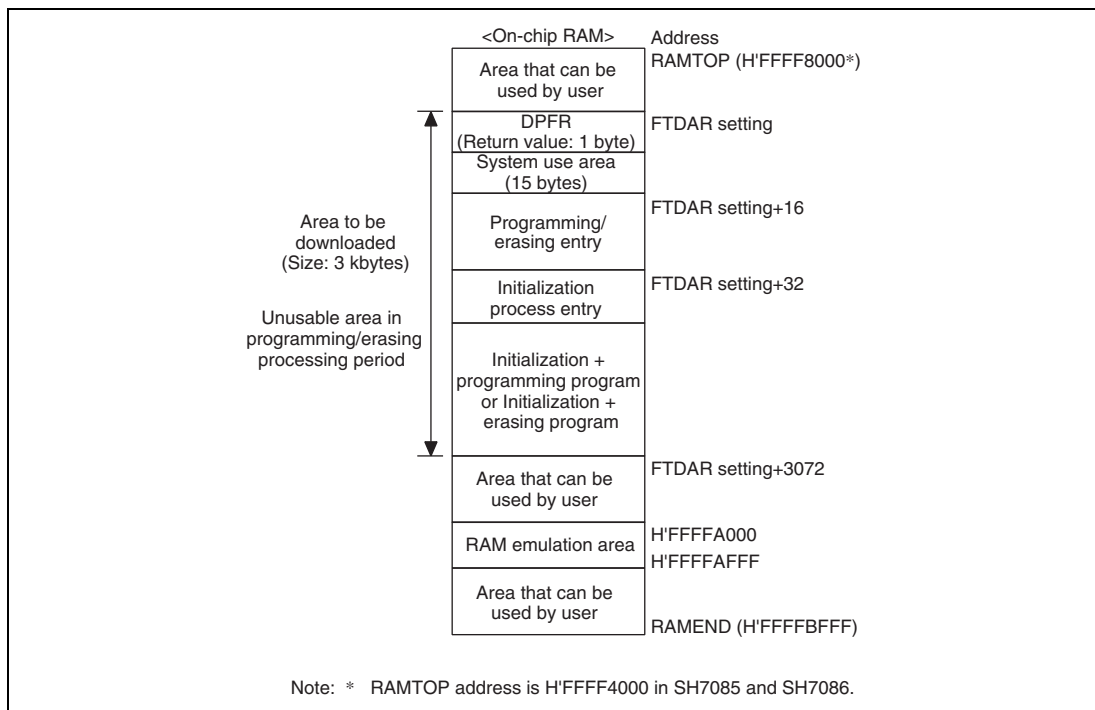 <On-chip RAM>
Address
RAMTOP (H'FFFF8000*)
Area that can be
used by user
FTDAR setting
DPFR
(Return value: 1 byte)
System use area
(15 bytes)
FTDAR setting+16
Programming/
erasing entry
Area to be
downloaded
(Size: 3 kbytes)
FTDAR setting+32
Initialization
process entry
Unusable area in
programming/erasing
processing period
Initialization +
programming program
or Initialization +
erasing program
FTDAR setting+3072
Area that can be
used by user
H'FFFFA000
RAM emulation area
H'FFFFAFFF
Area that can be
used by user
RAMEND (H'FFFFBFFF)
Note: * RAMTOP address is H'FFFF4000 in SH7085 and SH7086.